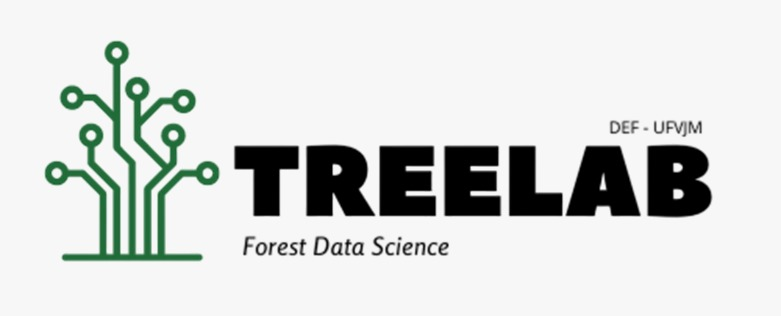 DEF - UFVJM
TREELAB
Forest Data Science